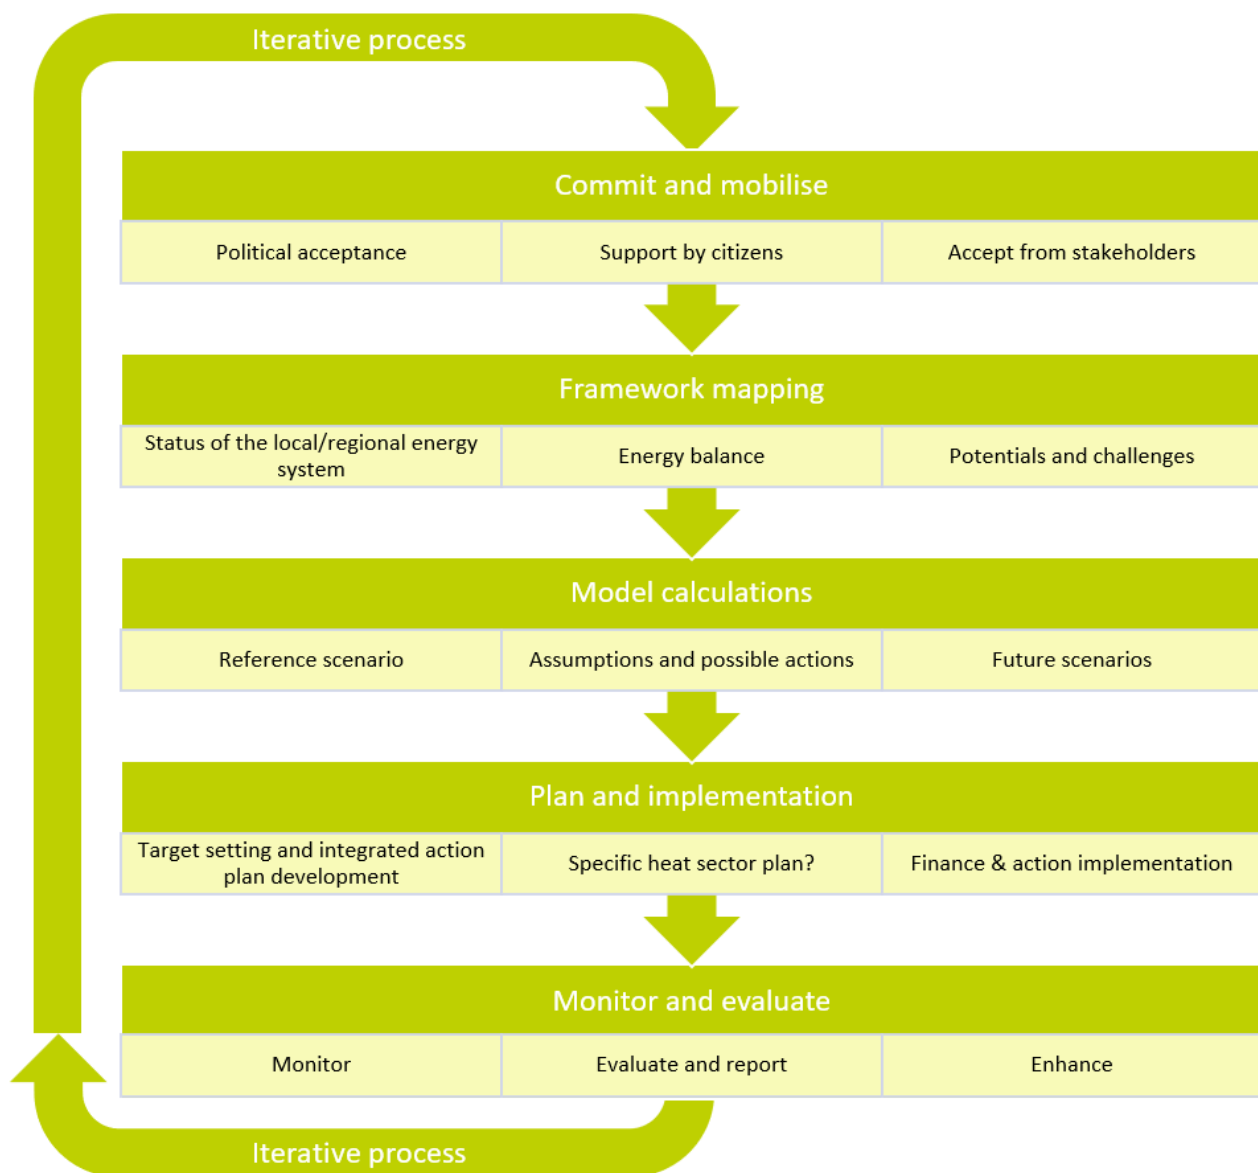 Iterative process
Commit and mobilise
Political acceptance
Support by citizens
Accept from stakeholders
Framework mapping
Status of the local/regional energy
system
Energy balance
Potentials and challenges
Model calculations
Reference scenario
Assumptions and possible actions
Future scenarios
Plan and implementation
Target setting and integrated action
plan development
Specific heat sector plan?
Finance & action implementation
Monitor and evaluate
Monitor
Evaluate and report
Enhance
Iterative process